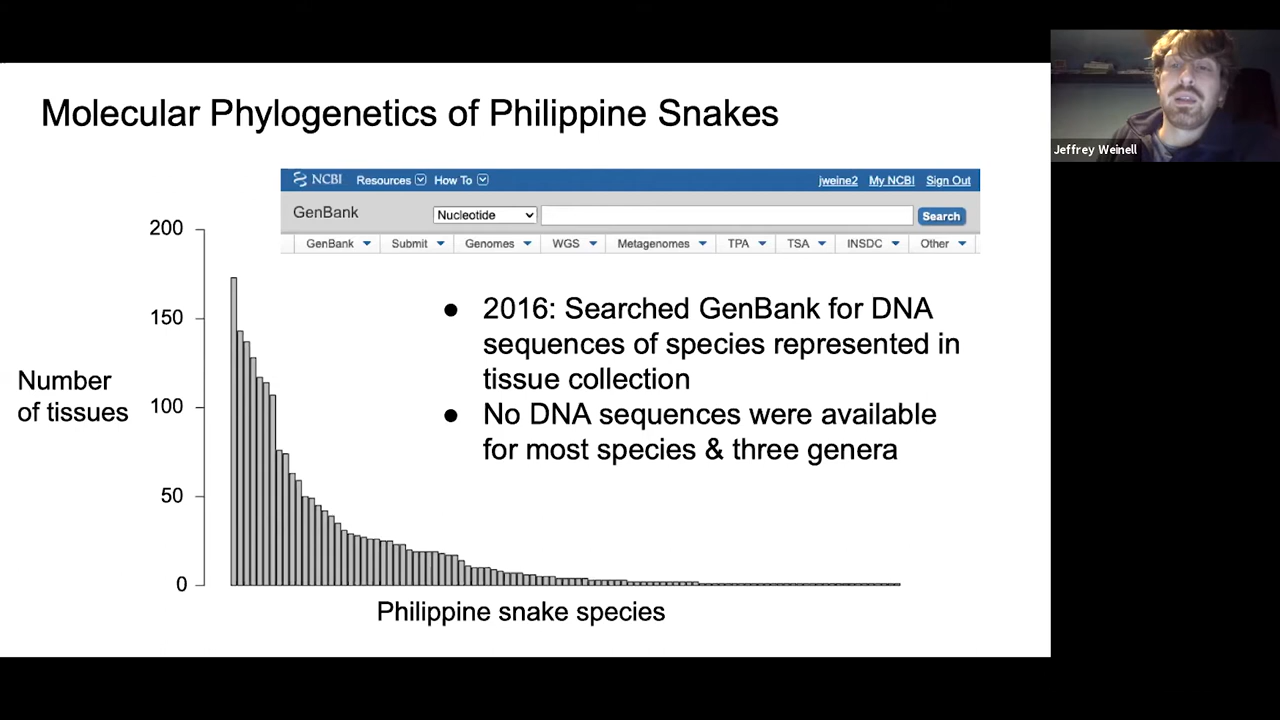 Molecular Phylogenetics of Philippine Snakes
Jeffrey Weinell
NCBI Resources How To jweine2 My NCBI Sign Out
GenBank Nucleotide Search
GenBank Submit Genomes WGS Metagenomes TPA TSA INSDC Other
200
150
100
50
0
Number
of tissues
● 2016: Searched GenBank for DNA
sequences of species represented in
tissue collection
● No DNA sequences were available
for most species & three genera
Philippine snake species